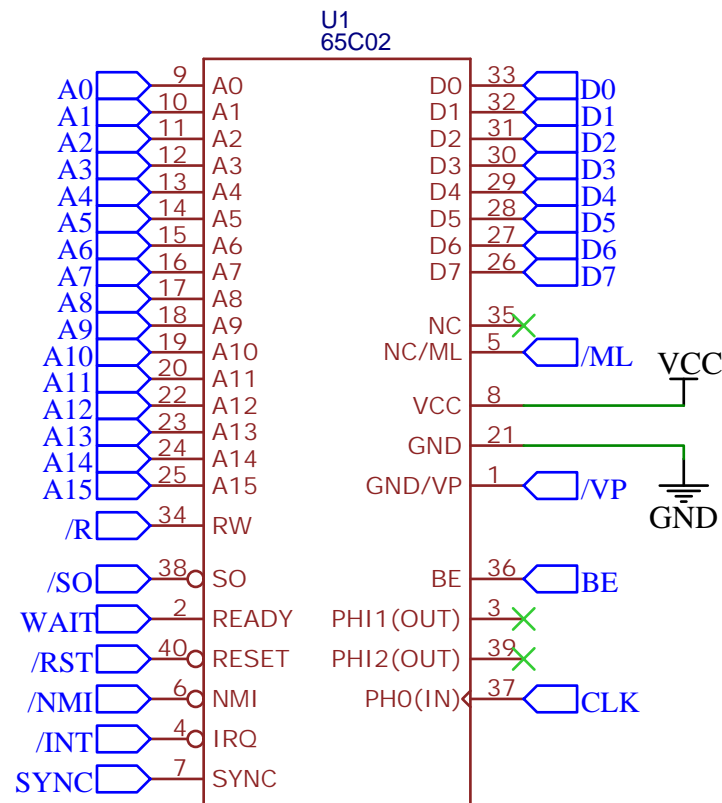 U1
65C02
A0 9 A0 D0 33 D0
A1 10 A1 D1 32 D1
A2 11 A2 D2 31 D2
A3 12 A3 D3 30 D3
A4 13 A4 D4 29 D4
A5 14 A5 D5 28 D5
A6 15 A6 D6 27 D6
A7 16 A7 D7 26 D7
A8 17 A8
A9 18 A9 NC 35
A10 19 A10 NC/ML 5 /ML
A11 20 A11 VCC
A12 22 A12 VCC 8
A13 23 A13
A14 24 A14 GND 21
A15 25 A15 GND/VP 1 /VP
GND
/R 34 RW
/SO 38 SO BE 36 BE
WAIT 2 READY PHI1(OUT) 3
/RST 40 RESET PHI2(OUT) 39
/NMI 6 NMI PH0(IN) 37 CLK
/INT 4 IRQ
SYNC 7 SYNC